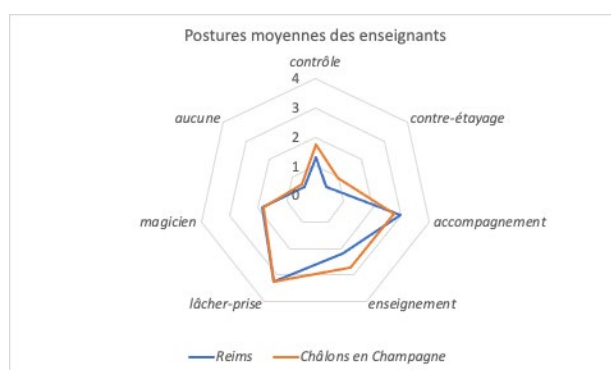 Postures moyennes des enseignants
contrôle
4
3
2
1
0
aucune
contre-étayage
magicien
accompagnement
lâcher-prise
enseignement
Reims
Châlons en Champagne